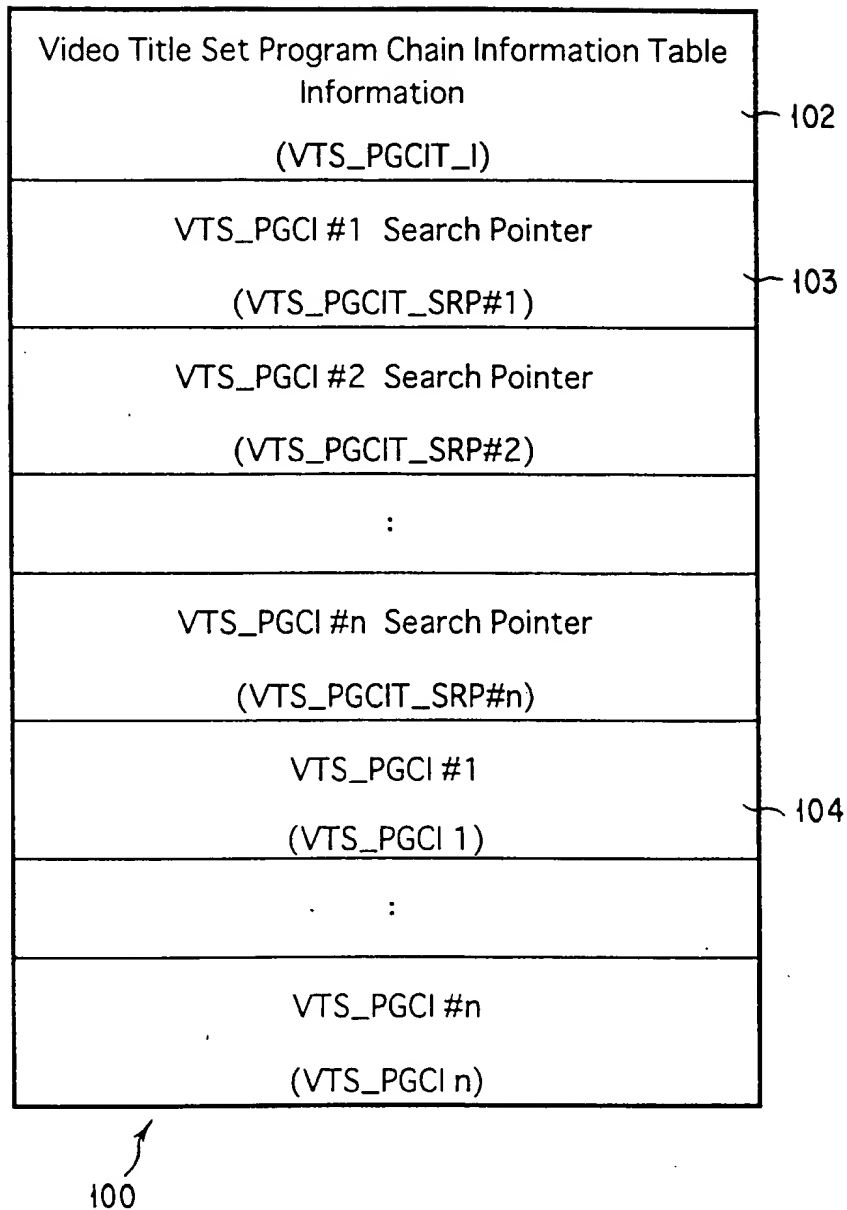 Video Title Set Program Chain Information Table
Information
(VTS_PGCIT_I)
102
VTS_PGCI #1 Search Pointer
(VTS_PGCIT_SRP#1)
103
VTS_PGCI #2 Search Pointer
(VTS_PGCIT_SRP#2)
:
VTS_PGCI #n Search Pointer
(VTS_PGCIT_SRP#n)
VTS_PGCI #1
(VTS_PGCI 1)
104
:
VTS_PGCI #n
(VTS_PGCI n)
100